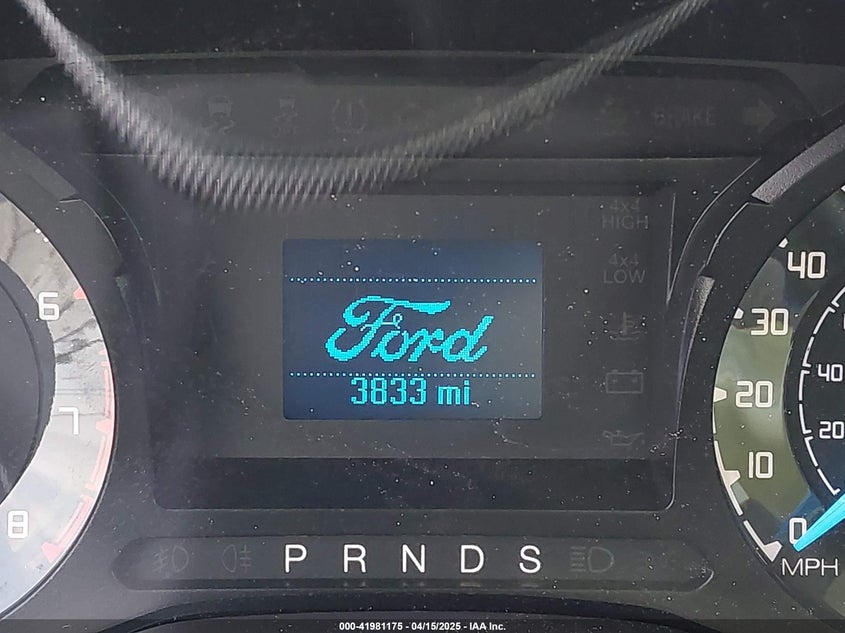 OFF
BRAKE
4x4
HIGH
4x4
LOW
Ford
3833 mi
6
7
8
40
30
20
10
0
MPH
40
20
P R N D S
000-41981175 - 04/15/2025 - IAA Inc.